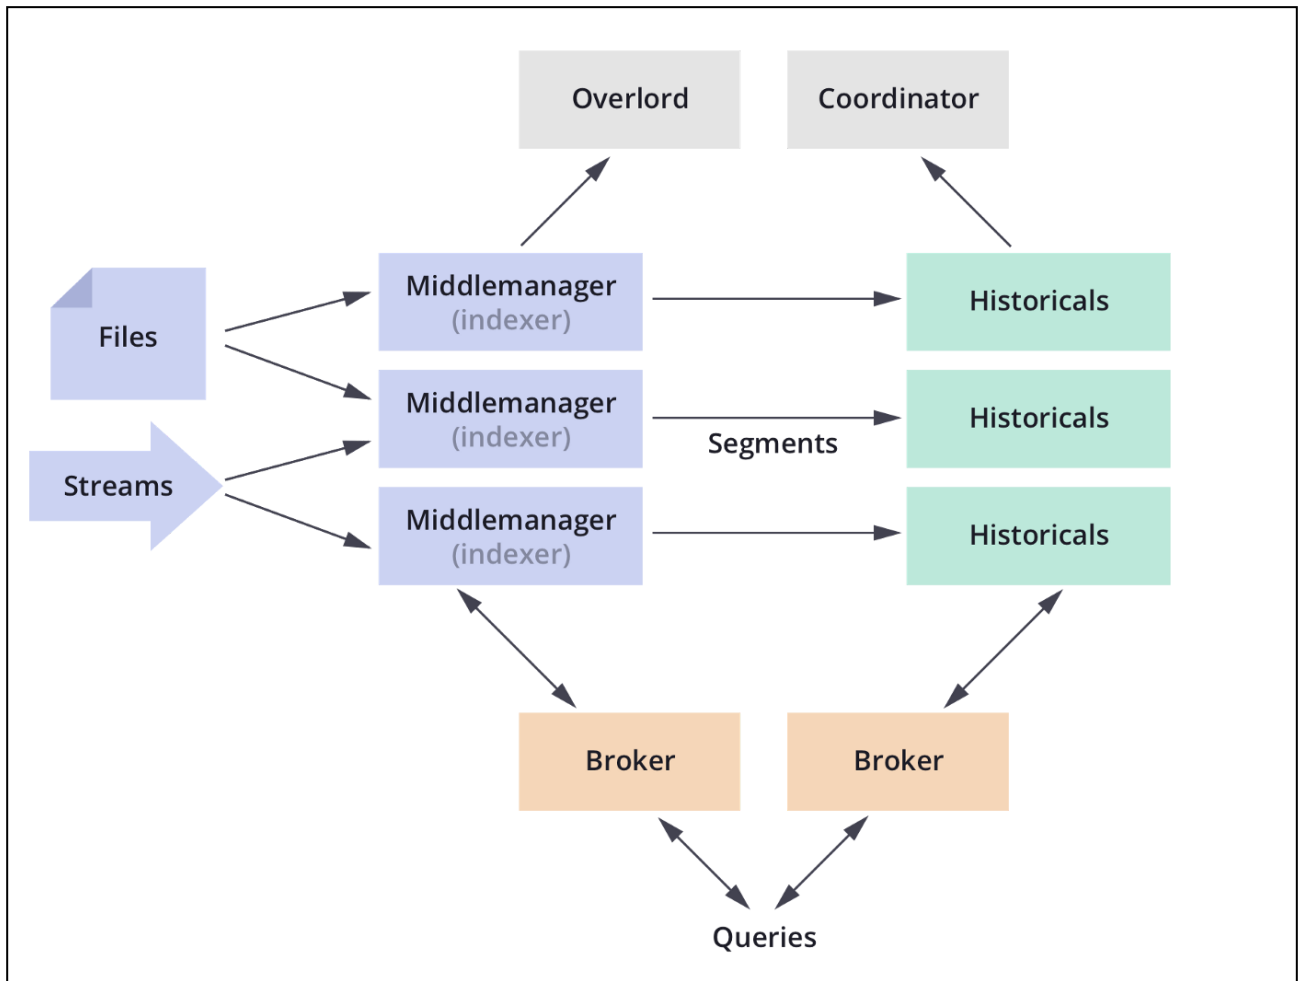 Overlord
Coordinator
Files
Streams
Middlemanager
(indexer)
Middlemanager
(indexer)
Middlemanager
(indexer)
Segments
Historicals
Historicals
Historicals
Broker
Broker
Queries